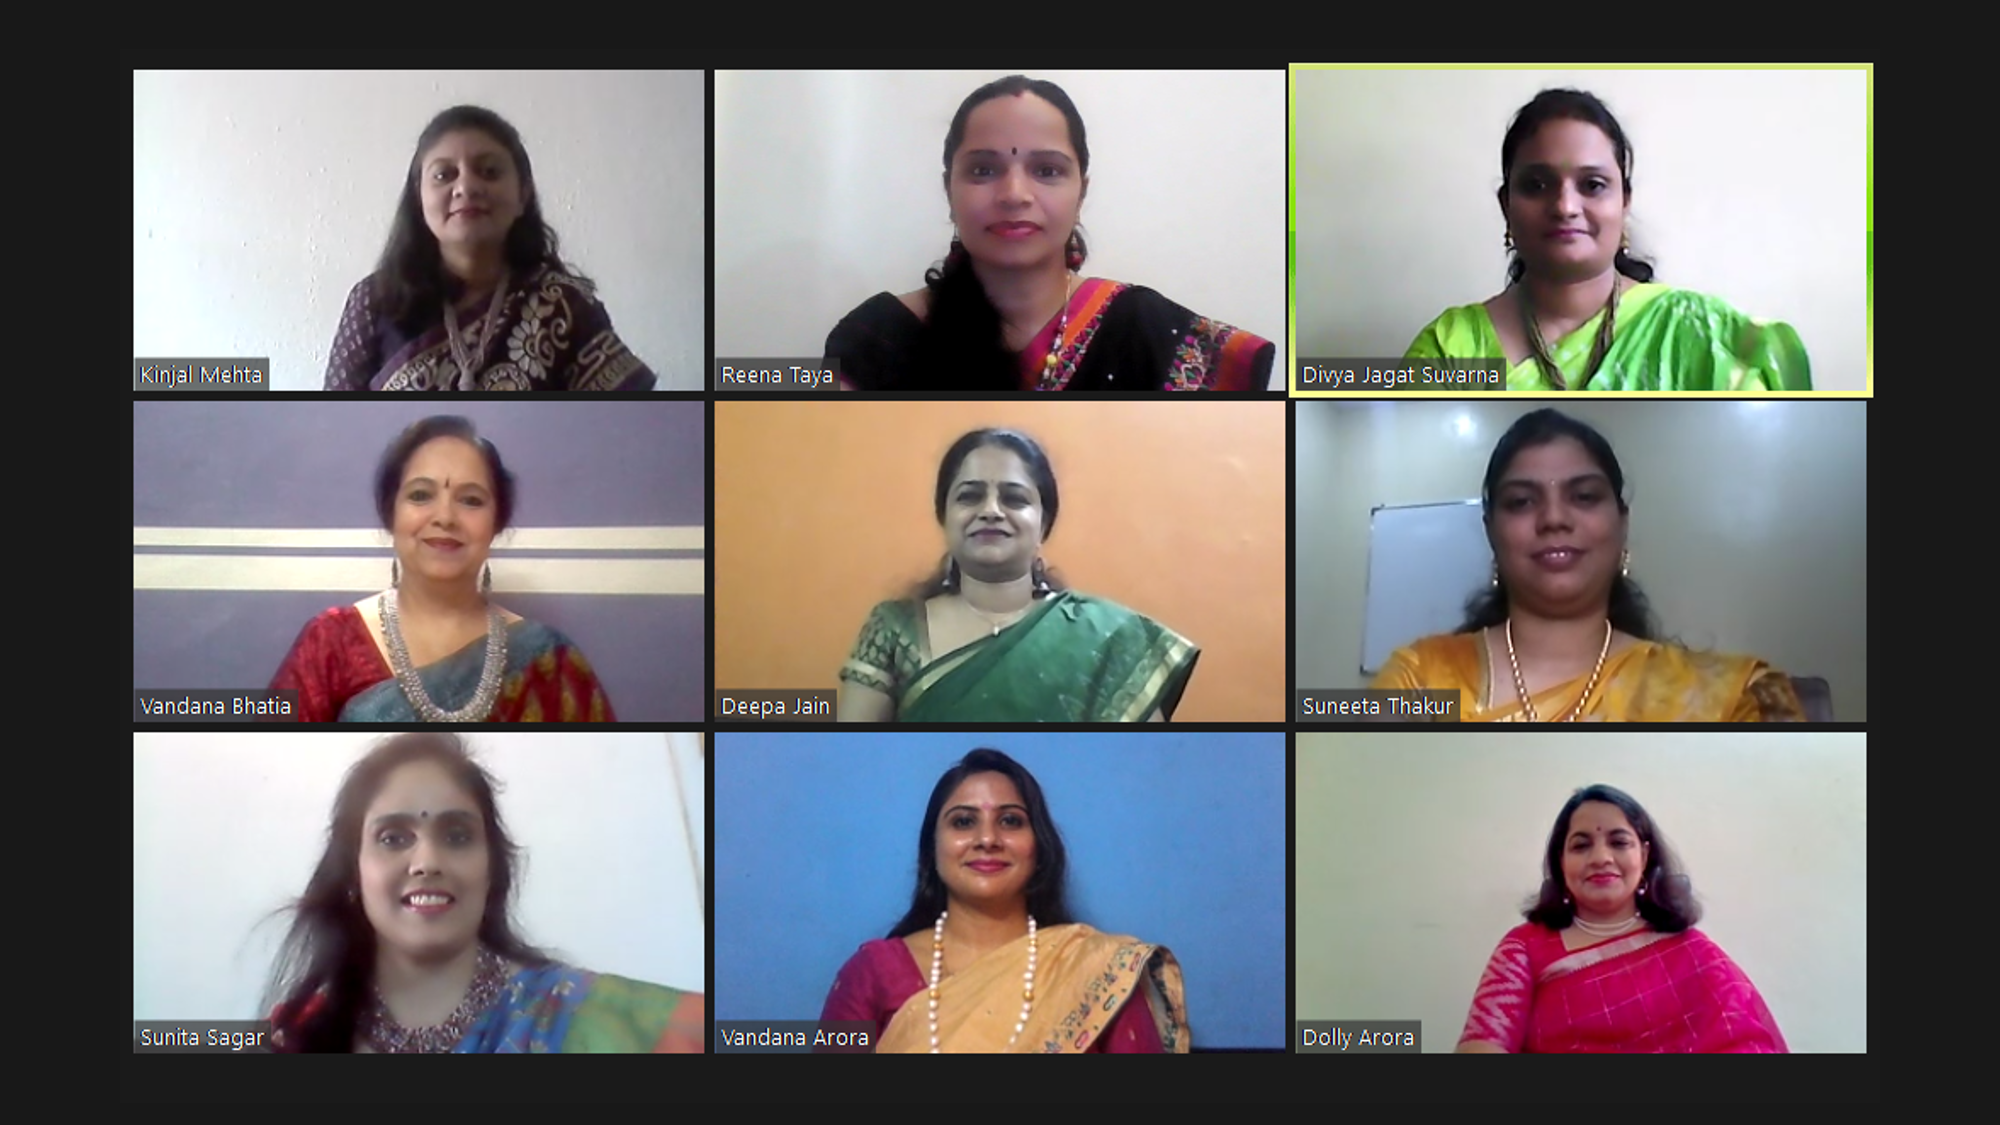 Kinjal Mehta
Reena Taya
Divya Jagat Suvarna
Vandana Bhatia
Deepa Jain
Suneeta Thakur
Sunita Sagar
Vandana Arora
Dolly Arora